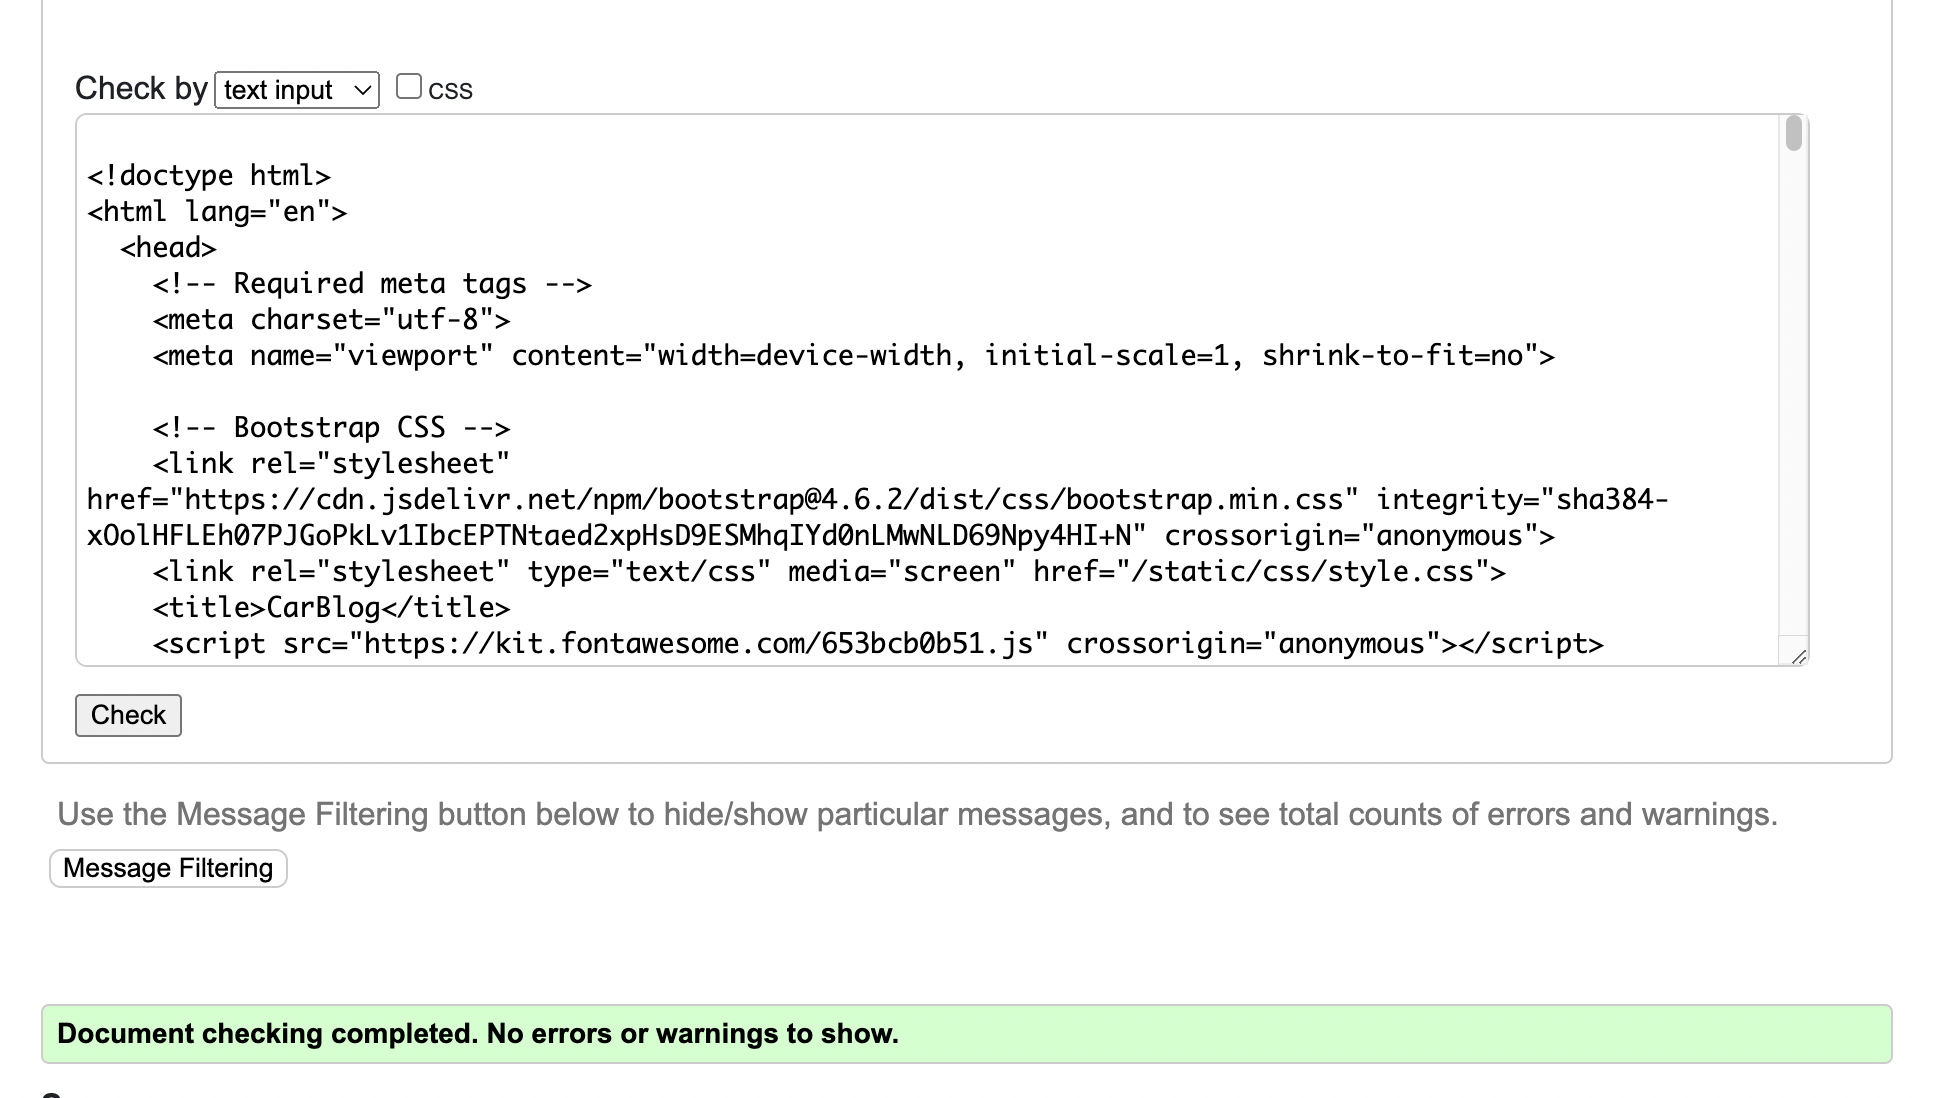 Check by text input css
<!doctype html>
<html lang="en">
<head>
<!-- Required meta tags -->
<meta charset="utf-8">
<meta name="viewport" content="width=device-width, initial-scale=1, shrink-to-fit=no">
<!-- Bootstrap CSS -->
<link rel="stylesheet"
href="https://cdn.jsdelivr.net/npm/bootstrap@4.6.2/dist/css/bootstrap.min.css" integrity="sha384-
xOolHFLEh07PJGoPkLv1IbcEPTNtaed2xpHsD9ESMhqIYd0nLMwNLD69Npy4HI+N" crossorigin="anonymous">
<link rel="stylesheet" type="text/css" media="screen" href="/static/css/style.css">
<title>CarBlog</title>
<script src="https://kit.fontawesome.com/653bcb0b51.js" crossorigin="anonymous"></script>
Check
Use the Message Filtering button below to hide/show particular messages, and to see total counts of errors and warnings.
Message Filtering
Document checking completed. No errors or warnings to show.